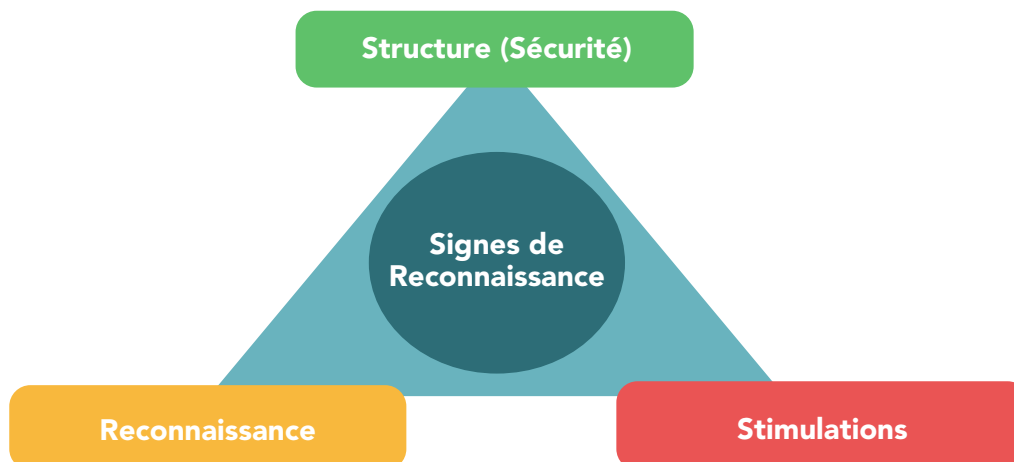 Structure (Sécurité)
Signes de
Reconnaissance
Reconnaissance
Stimulations